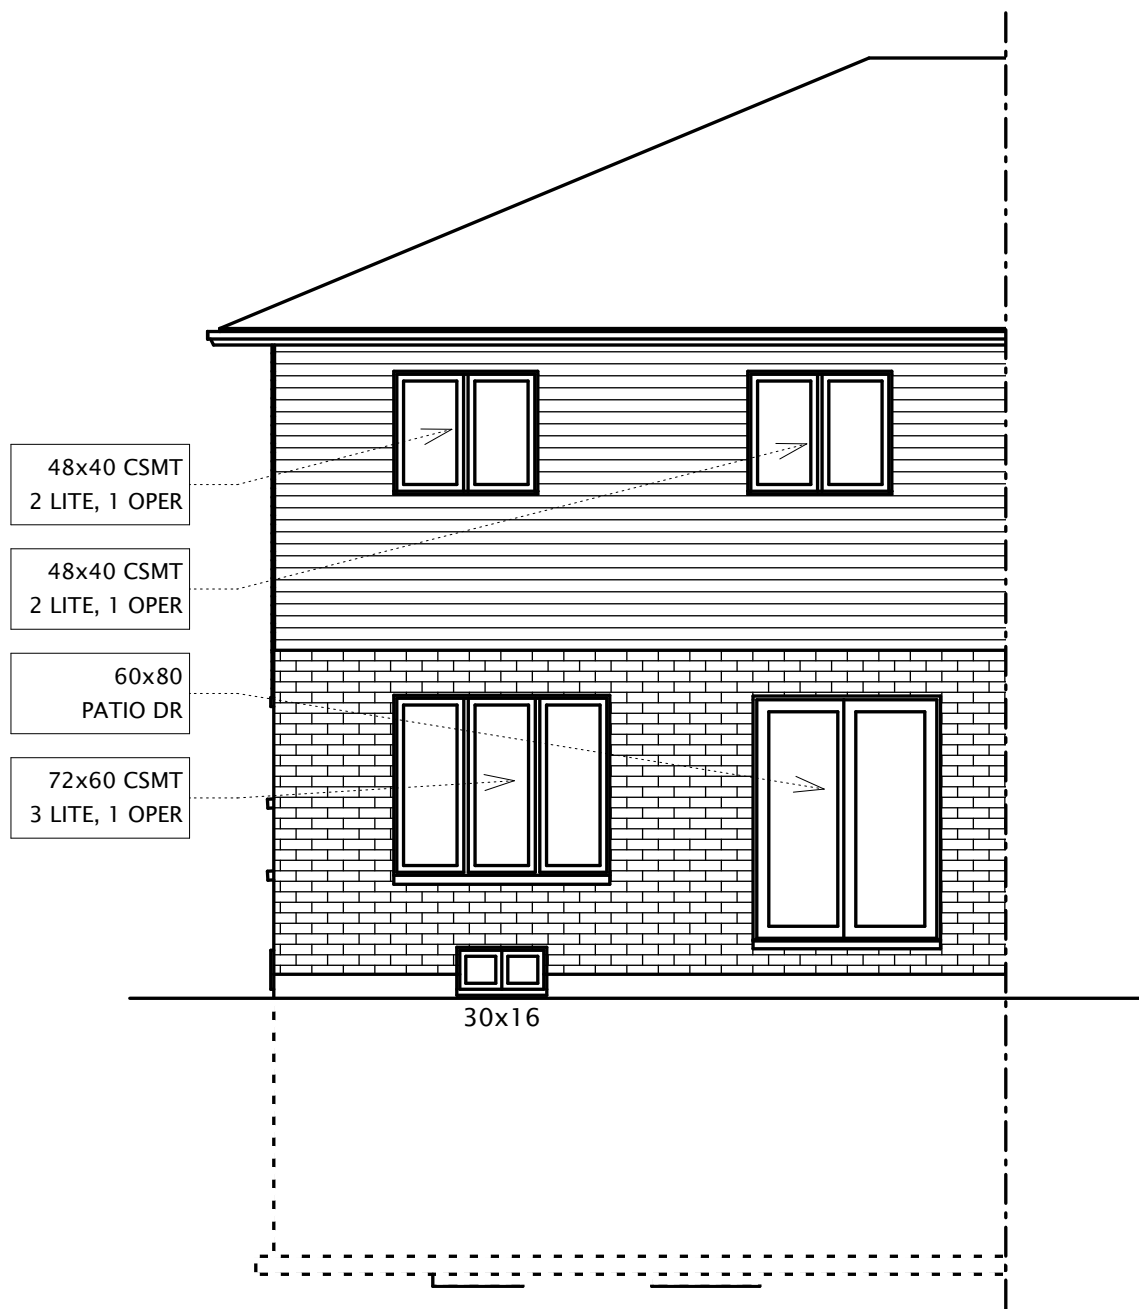 48x40 CSMT
2 LITE, 1 OPER
48x40 CSMT
2 LITE, 1 OPER
60x80
PATIO DR
72x60 CSMT
3 LITE, 1 OPER
30x16